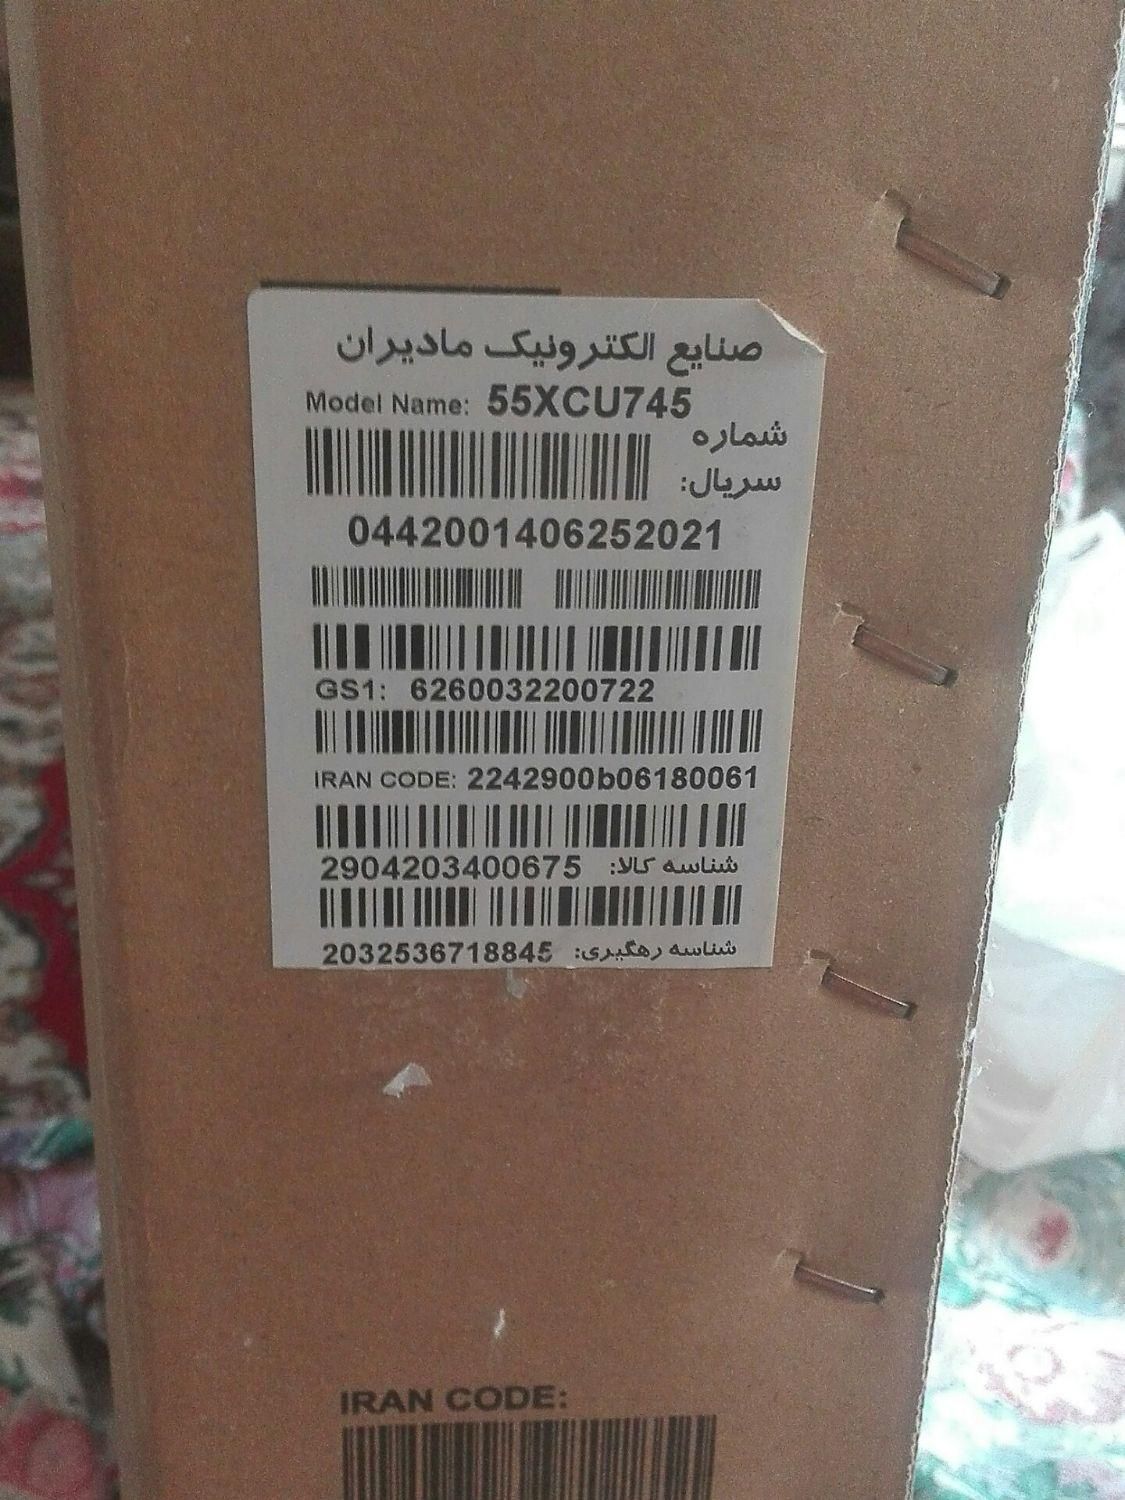 صنایع الکترونیک مادیران
Model Name: 55XCU745
شماره
سریال:
0442001406252021
GS1: 6260032200722
IRAN CODE: 2242900b06180061
شناسه کالا: 2904203400675
شناسه رهگیری: 2032536718845
IRAN CODE: